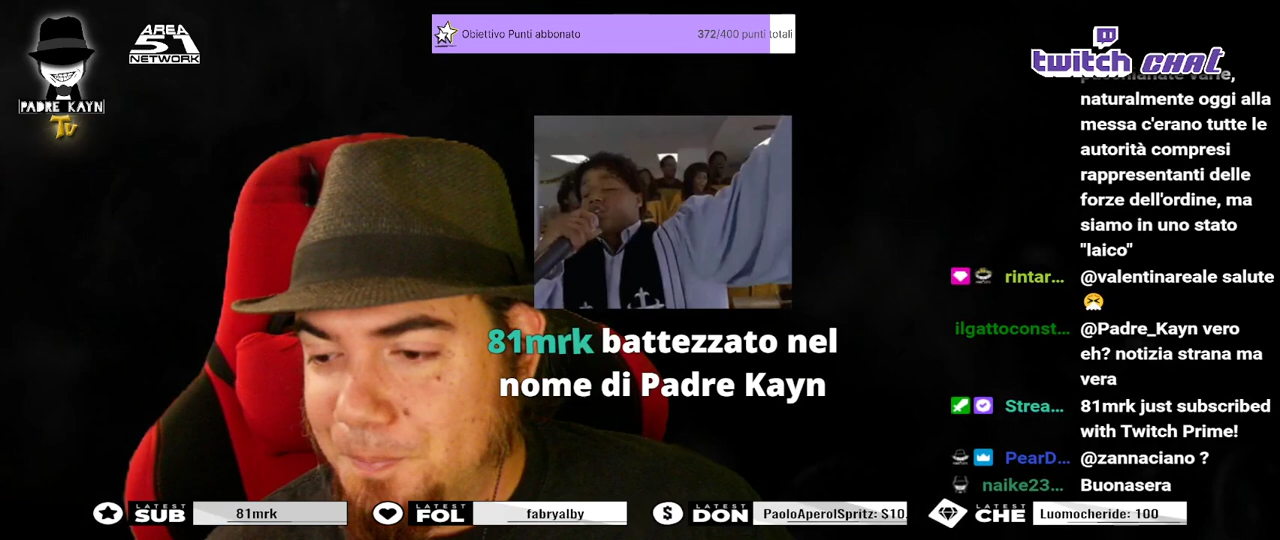 Obiettivo Punti abbonato
372/400 punti totali
AREA
51
NETWORK
PADRE KAYN
Tv
twitch CHAT
varie,
naturalmente oggi alla
messa c'erano tutte le
autorità compresi
rappresentanti delle
forze dell'ordine, ma
siamo in uno stato
"laico"
rintar... @valentinareale salute
ilgattoconst... @Padre_Kayn vero
eh? notizia strana ma
vera
Strea... 81mrk just subscribed
with Twitch Prime!
PearD... @zannaciano ?
naike23... Buonasera
81mrk battezzato nel
nome di Padre Kayn
LATEST
SUB
81mrk
LATEST
FOL
fabryalby
LATEST
DON
PaoloAperolSpritz: $10.
LATEST
CHE
Luomocheride: 100